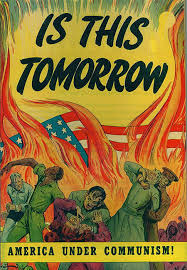 IS THIS
TOMORROW
AMERICA UNDER COMMUNISM!